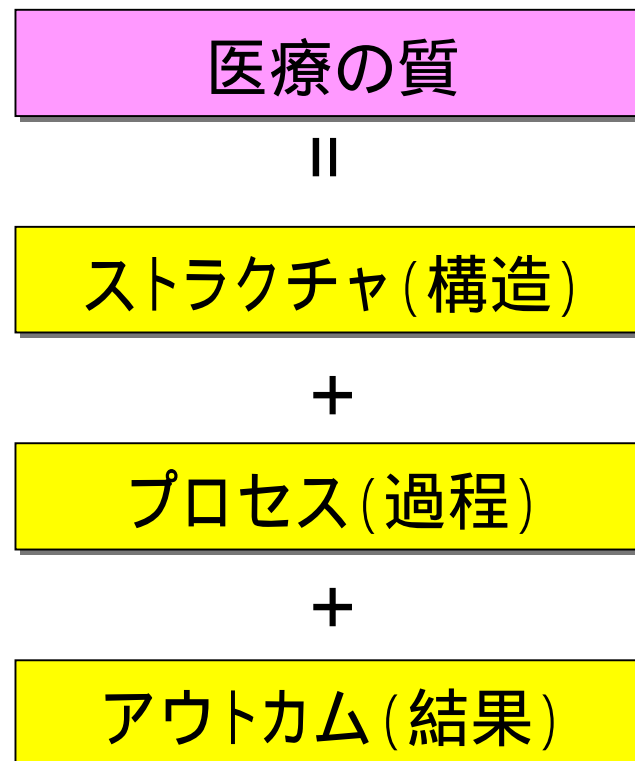 医療の質
=
ストラクチャ(構造)
+
プロセス(過程)
+
アウトカム(結果)